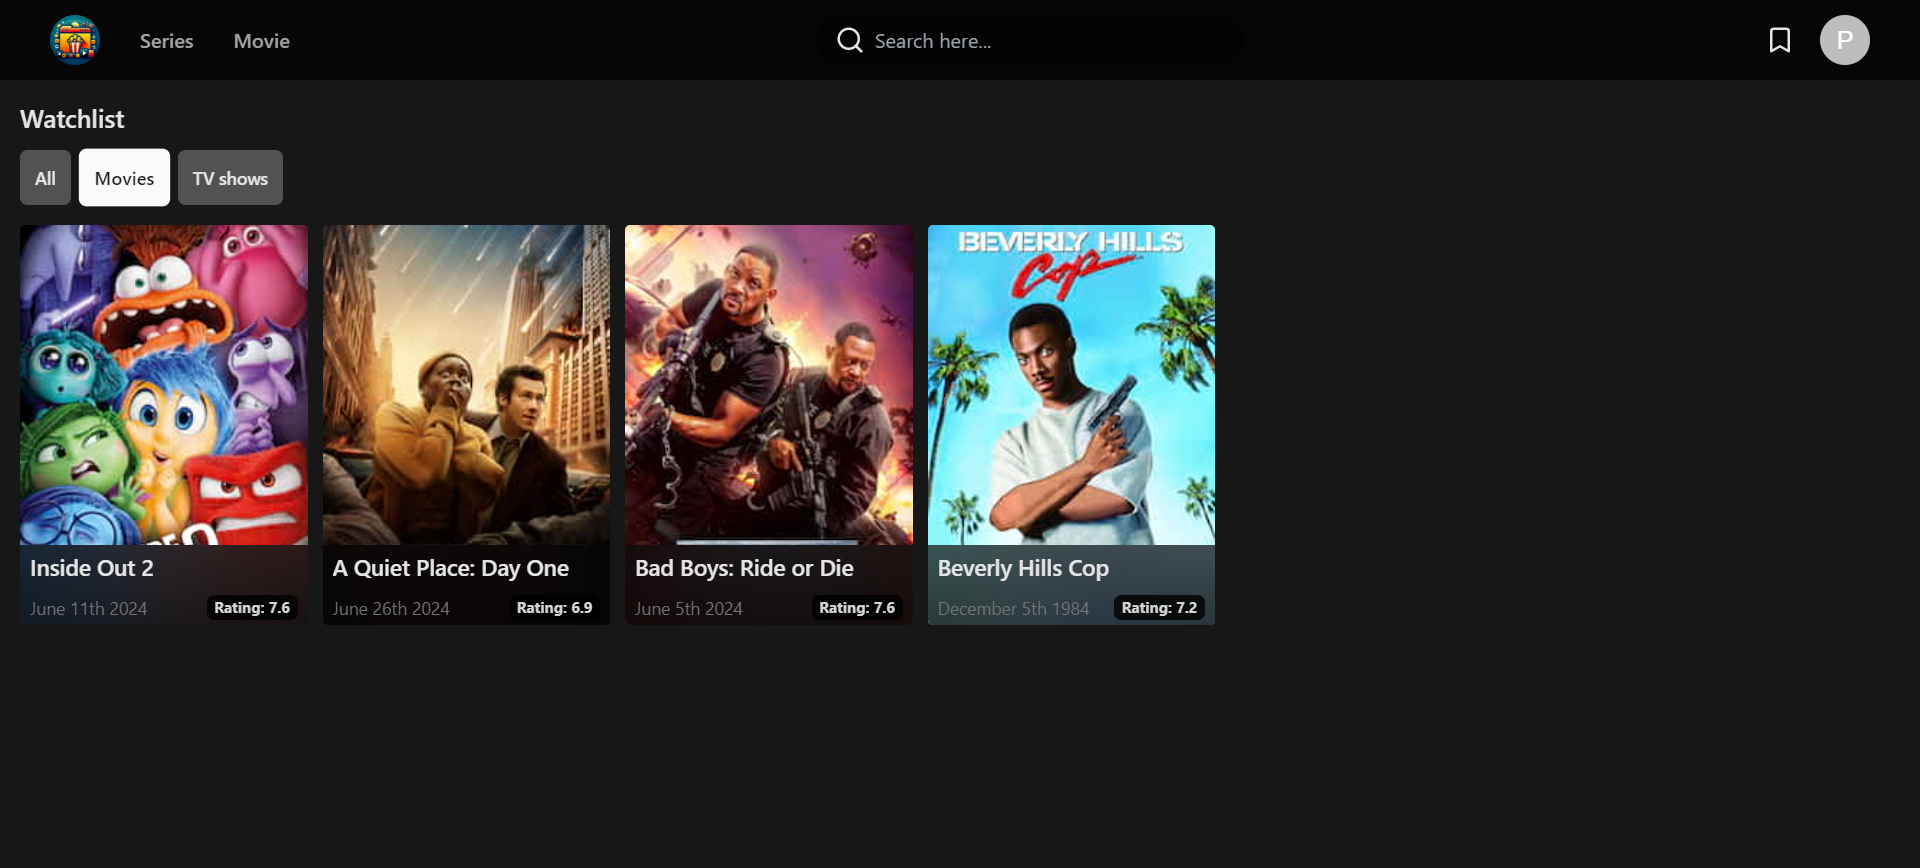 Series
Movie
Search here...
P
Watchlist
All
Movies
TV shows
BEVERLY HILLS
Cop
Inside Out 2
June 11th 2024
Rating: 7.6
A Quiet Place: Day One
June 26th 2024
Rating: 6.9
Bad Boys: Ride or Die
June 5th 2024
Rating: 7.6
Beverly Hills Cop
December 5th 1984
Rating: 7.2